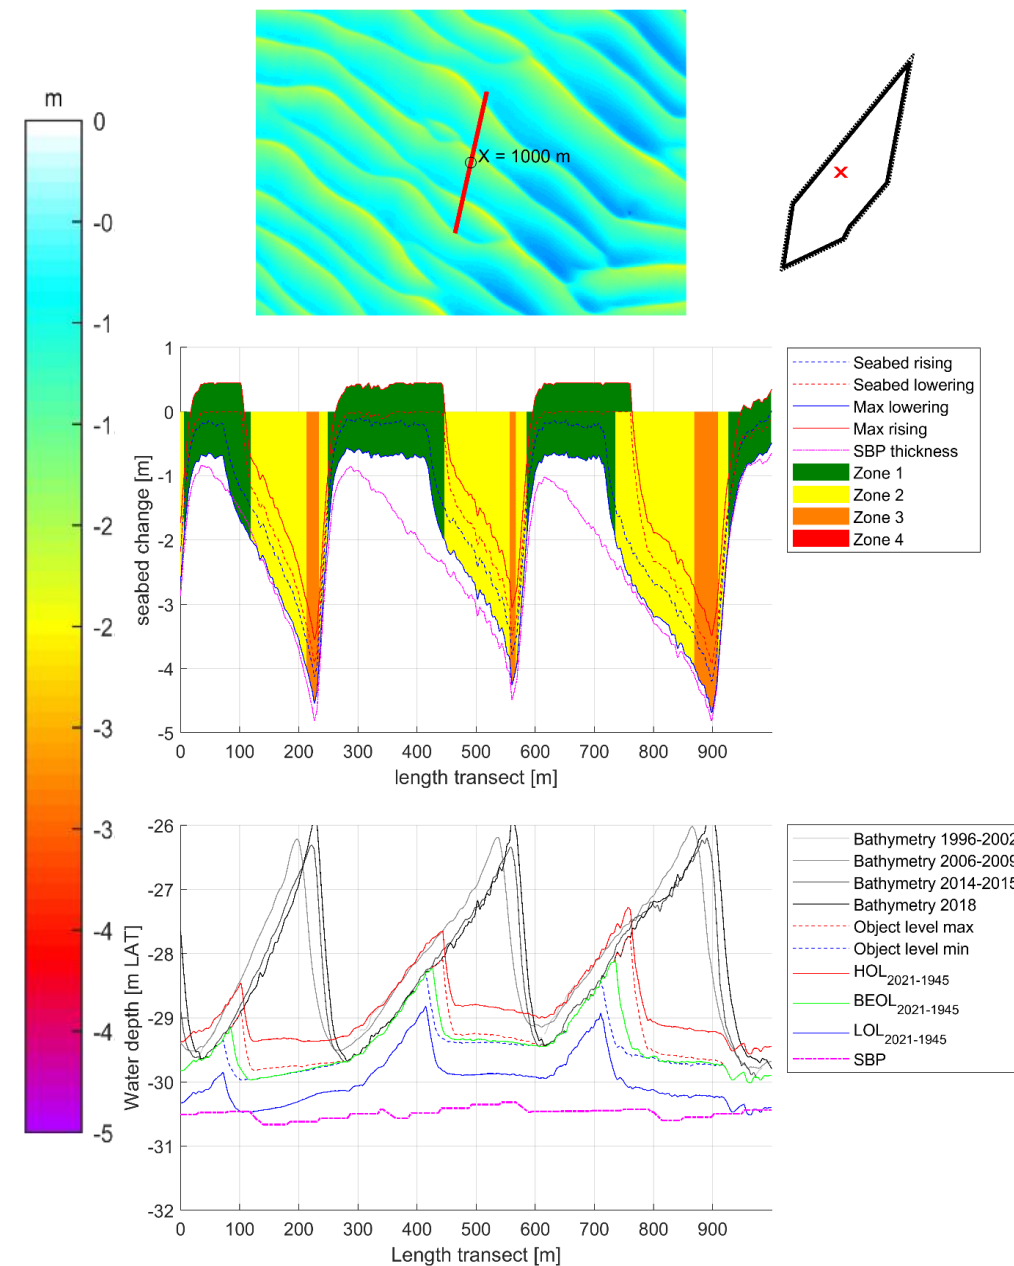 m
0
-0
-1
-1
-2
-2
-3
-3
-4
-4
-5
X = 1000 m
1
0
-1
-2
-3
-4
-5
seabed change [m]
0 100 200 300 400 500 600 700 800 900
length transect [m]
Seabed rising
Seabed lowering
Max lowering
Max rising
SBP thickness
Zone 1
Zone 2
Zone 3
Zone 4
-26
-27
-28
-29
-30
-31
-32
Water depth [m LAT]
0 100 200 300 400 500 600 700 800 900
Length transect [m]
Bathymetry 1996-2002
Bathymetry 2006-2009
Bathymetry 2014-2015
Bathymetry 2018
Object level max
Object level min
HOL2021-1945
BEOL2021-1945
LOL2021-1945
SBP